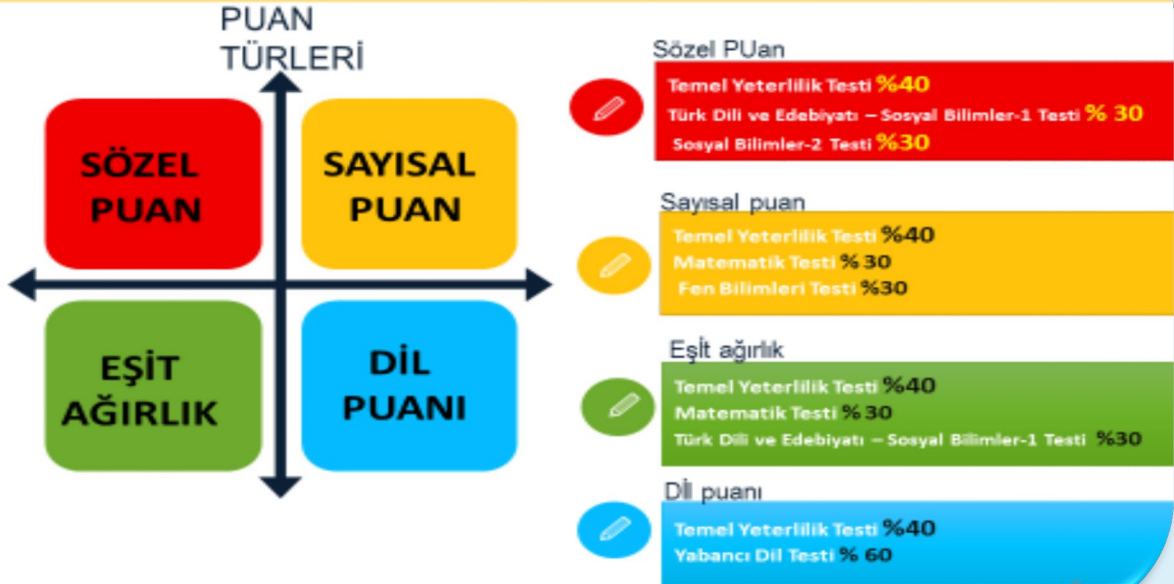 PUAN
TÜRLERİ
SÖZEL
PUAN
SAYISAL
PUAN
EŞİT
AĞIRLIK
DİL
PUANI
Sözel PUan
Temel Yeterlilik Testi %40
Türk Dili ve Edebiyatı – Sosyal Bilimler-1 Testi % 30
Sosyal Bilimler-2 Testi %30
Sayısal puan
Temel Yeterlilik Testi %40
Matematik Testi % 30
Fen Bilimleri Testi %30
Eşİt ağırlık
Temel Yeterlilik Testi %40
Matematik Testi % 30
Türk Dili ve Edebiyatı – Sosyal Bilimler-1 Testi %30
Dİl puanı
Temel Yeterlilik Testi %40
Yabancı Dil Testi % 60